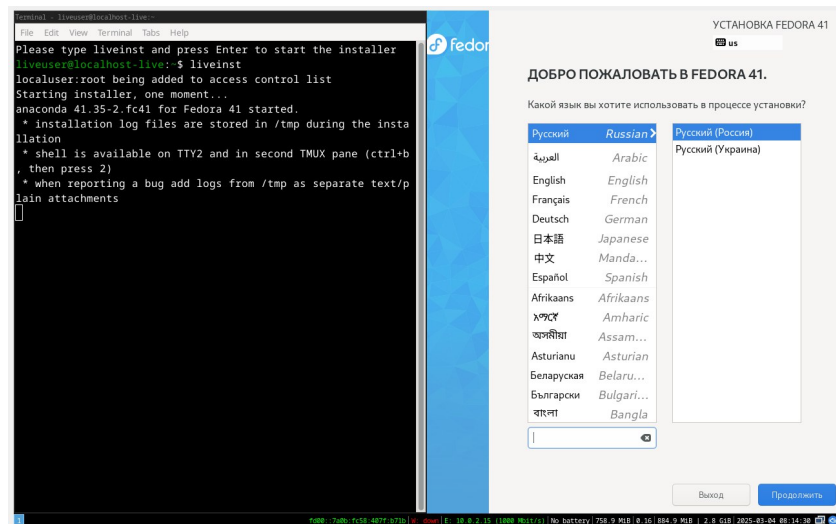 Terminal - liveuser@localhost-live:~
File Edit View Terminal Tabs Help
Please type liveinst and press Enter to start the installer
liveuser@localhost-live:~$ liveinst
localuser:root being added to access control list
Starting installer, one moment...
anaconda 41.35-2.fc41 for Fedora 41 started.
 * installation log files are stored in /tmp during the insta
llation
 * shell is available on TTY2 and in second TMUX pane (ctrl+b
, then press 2)
 * when reporting a bug add logs from /tmp as separate text/p
lain attachments
fedor
УСТАНОВКА FEDORA 41
us
ДОБРО ПОЖАЛОВАТЬ В FEDORA 41.
Какой язык вы хотите использовать в процессе установки?
Русский Russian
العربية Arabic
English English
Français French
Deutsch German
日本語 Japanese
中文 Manda...
Español Spanish
Afrikaans Afrikaans
አማርኛ Amharic
অসমীয়া Assam...
Asturianu Asturian
Беларуская Belaru...
Български Bulgari...
বাংলা Bangla
Русский (Россия)
Русский (Украина)
Выход
Продолжить
1
fd00::7a0b:fc58:407f:b71b| W: down| E: 10.0.2.15 (1000 Mbit/s)| No battery| 758.9 MiB| 0.16| 884.9 MiB | 2.8 GiB| 2025-03-04 08:14:30